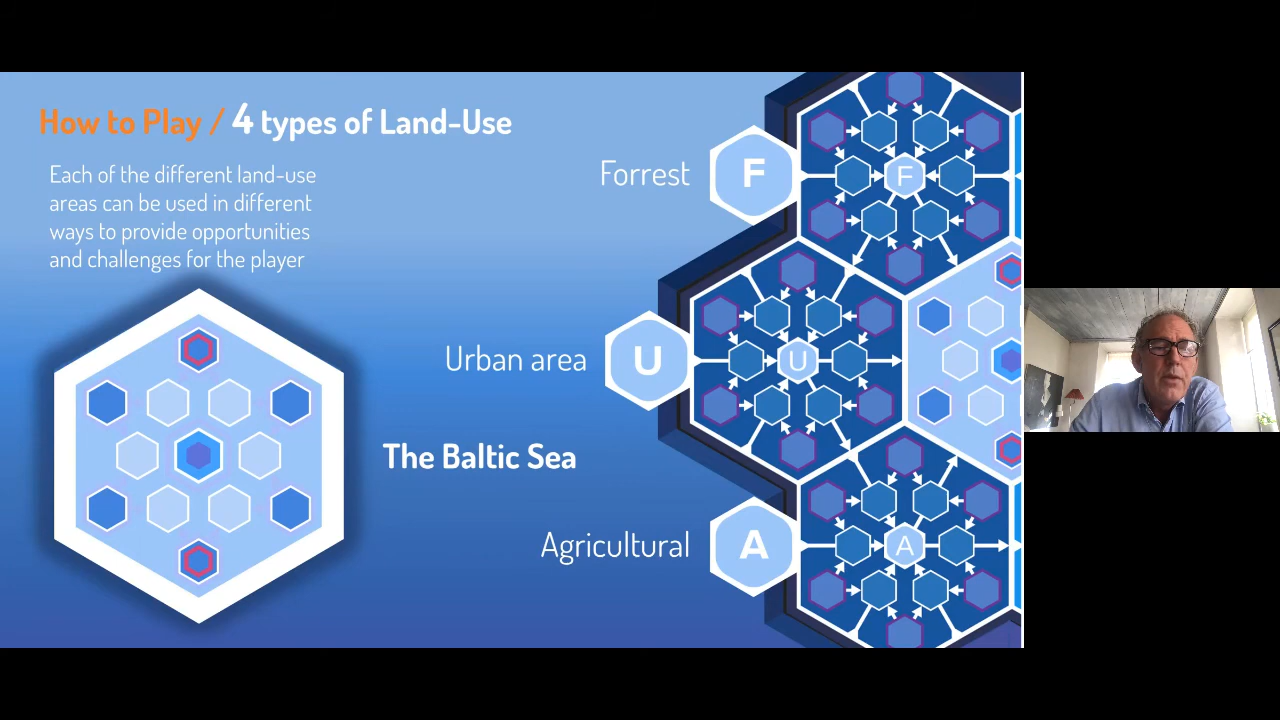 How to Play / 4 types of Land-Use
Each of the different land-use
areas can be used in different
ways to provide opportunities
and challenges for the player
Forrest
F
F
Urban area
U
U
The Baltic Sea
Agricultural
A
A